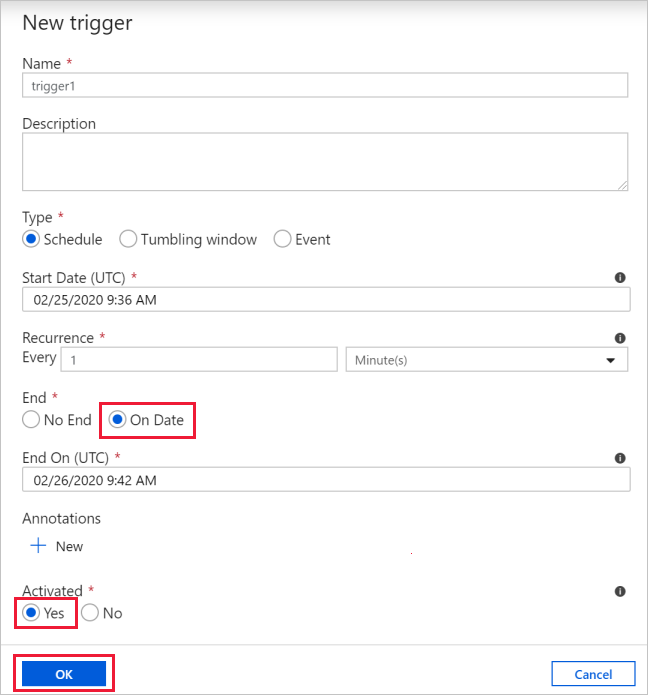 New trigger
Name *
trigger1
Description
Type *
Schedule Tumbling window Event
Start Date (UTC) *
02/25/2020 9:36 AM
Recurrence *
Every 1 Minute(s)
End *
No End On Date
End On (UTC) *
02/26/2020 9:42 AM
Annotations
+ New
Activated *
Yes No
OK Cancel